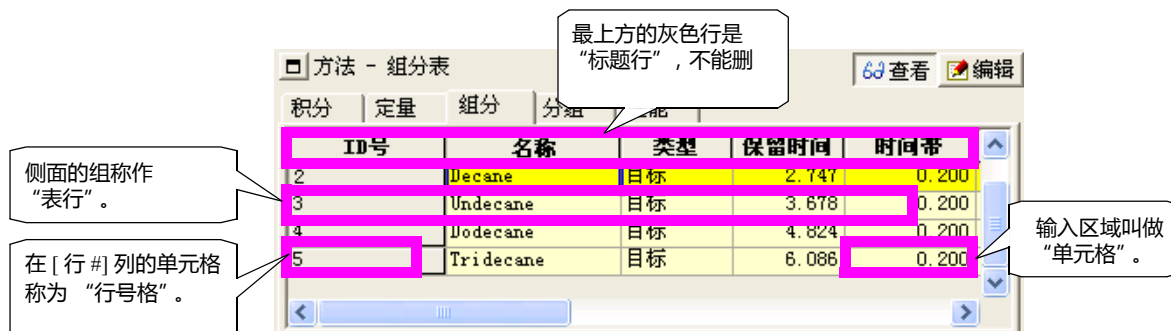 最上方的灰色行是
“标题行”, 不能删
方法 - 组分表
查看
编辑
积分
定量
组分
分组
ID号
名称
类型
保留时间
时间带
2
Decane
目标
2.747
0.200
侧面的组称作
“表行”。
3
Undecane
目标
3.678
0.200
4
Dodecane
目标
4.824
0.200
输入区域叫做
“单元格”。
5
Tridecane
目标
6.086
0.200
在 [ 行 #] 列的单元格
称为 “行号格”。